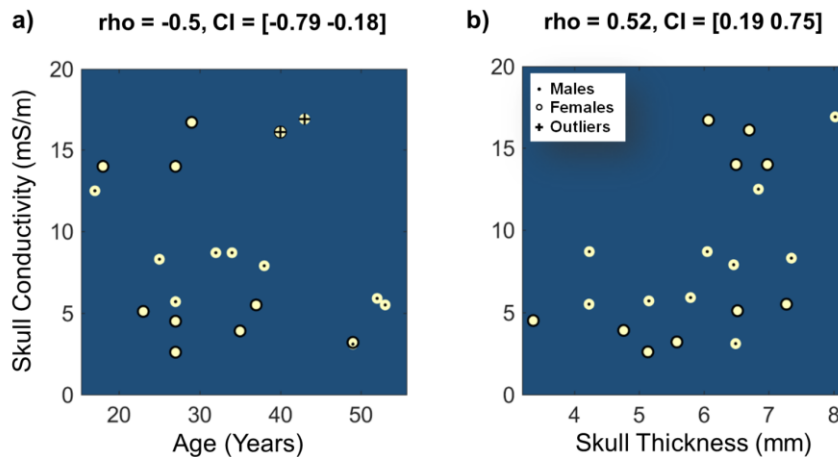 a) rho = -0.5, CI = [-0.79 -0.18]
b) rho = 0.52, CI = [0.19 0.75]
Skull Conductivity (mS/m)
20
15
10
5
0
20 30 40 50
Age (Years)
20
15
10
5
0
Males
Females
Outliers
4 5 6 7 8
Skull Thickness (mm)